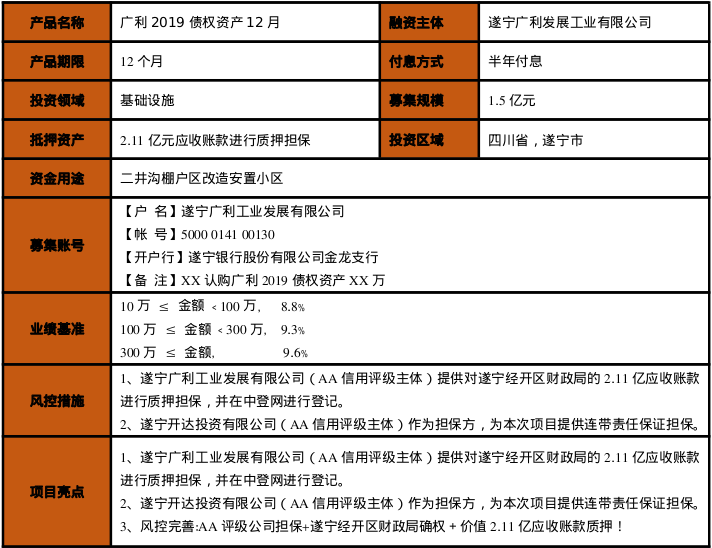 产品名称 广利 2019 债权资产 12 月 融资主体 遂宁广利发展工业有限公司
产品期限 12 个月 付息方式 半年付息
投资领域 基础设施 募集规模 1.5 亿元
抵押资产 2.11 亿元应收账款进行质押担保 投资区域 四川省，遂宁市
资金用途 二井沟棚户区改造安置小区
募集账号
【户 名】遂宁广利工业发展有限公司
【帐 号】5000 0141 00130
【开户行】遂宁银行股份有限公司金龙支行
【备 注】XX 认购广利 2019 债权资产 XX 万
业绩基准
10 万 ≤ 金额 <100 万, 8.8%
100 万 ≤ 金额 <300 万, 9.3%
300 万 ≤ 金额, 9.6%
风控措施
1、遂宁广利工业发展有限公司（AA 信用评级主体）提供对遂宁经开区财政局的 2.11 亿应收账款
进行质押担保，并在中登网进行登记。
2、遂宁开达投资有限公司（AA 信用评级主体）作为担保方，为本次项目提供连带责任保证担保。
项目亮点
1、遂宁广利工业发展有限公司（AA 信用评级主体）提供对遂宁经开区财政局的 2.11 亿应收账款
进行质押担保，并在中登网进行登记。
2、遂宁开达投资有限公司（AA 信用评级主体）作为担保方，为本次项目提供连带责任保证担保。
3、风控完善:AA 评级公司担保+遂宁经开区财政局确权 + 价值 2.11 亿应收账款质押！